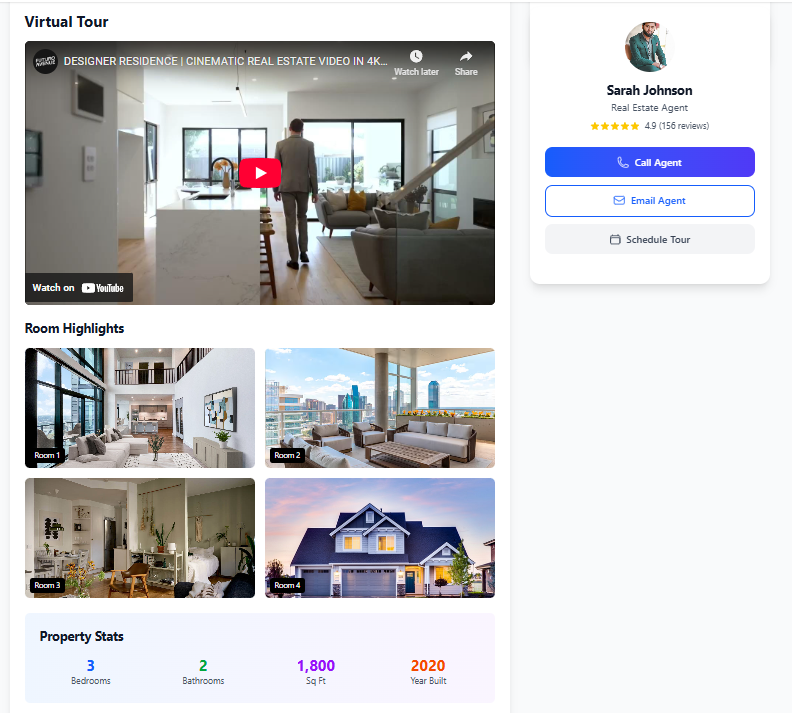 Virtual Tour
DESIGNER RESIDENCE | CINEMATIC REAL ESTATE VIDEO IN 4K...
Watch later
Share
Watch on YouTube
Room Highlights
Room 1
Room 2
Room 3
Room 4
Property Stats
3
Bedrooms
2
Bathrooms
1,800
Sq Ft
2020
Year Built
Sarah Johnson
Real Estate Agent
4.9 (156 reviews)
Call Agent
Email Agent
Schedule Tour